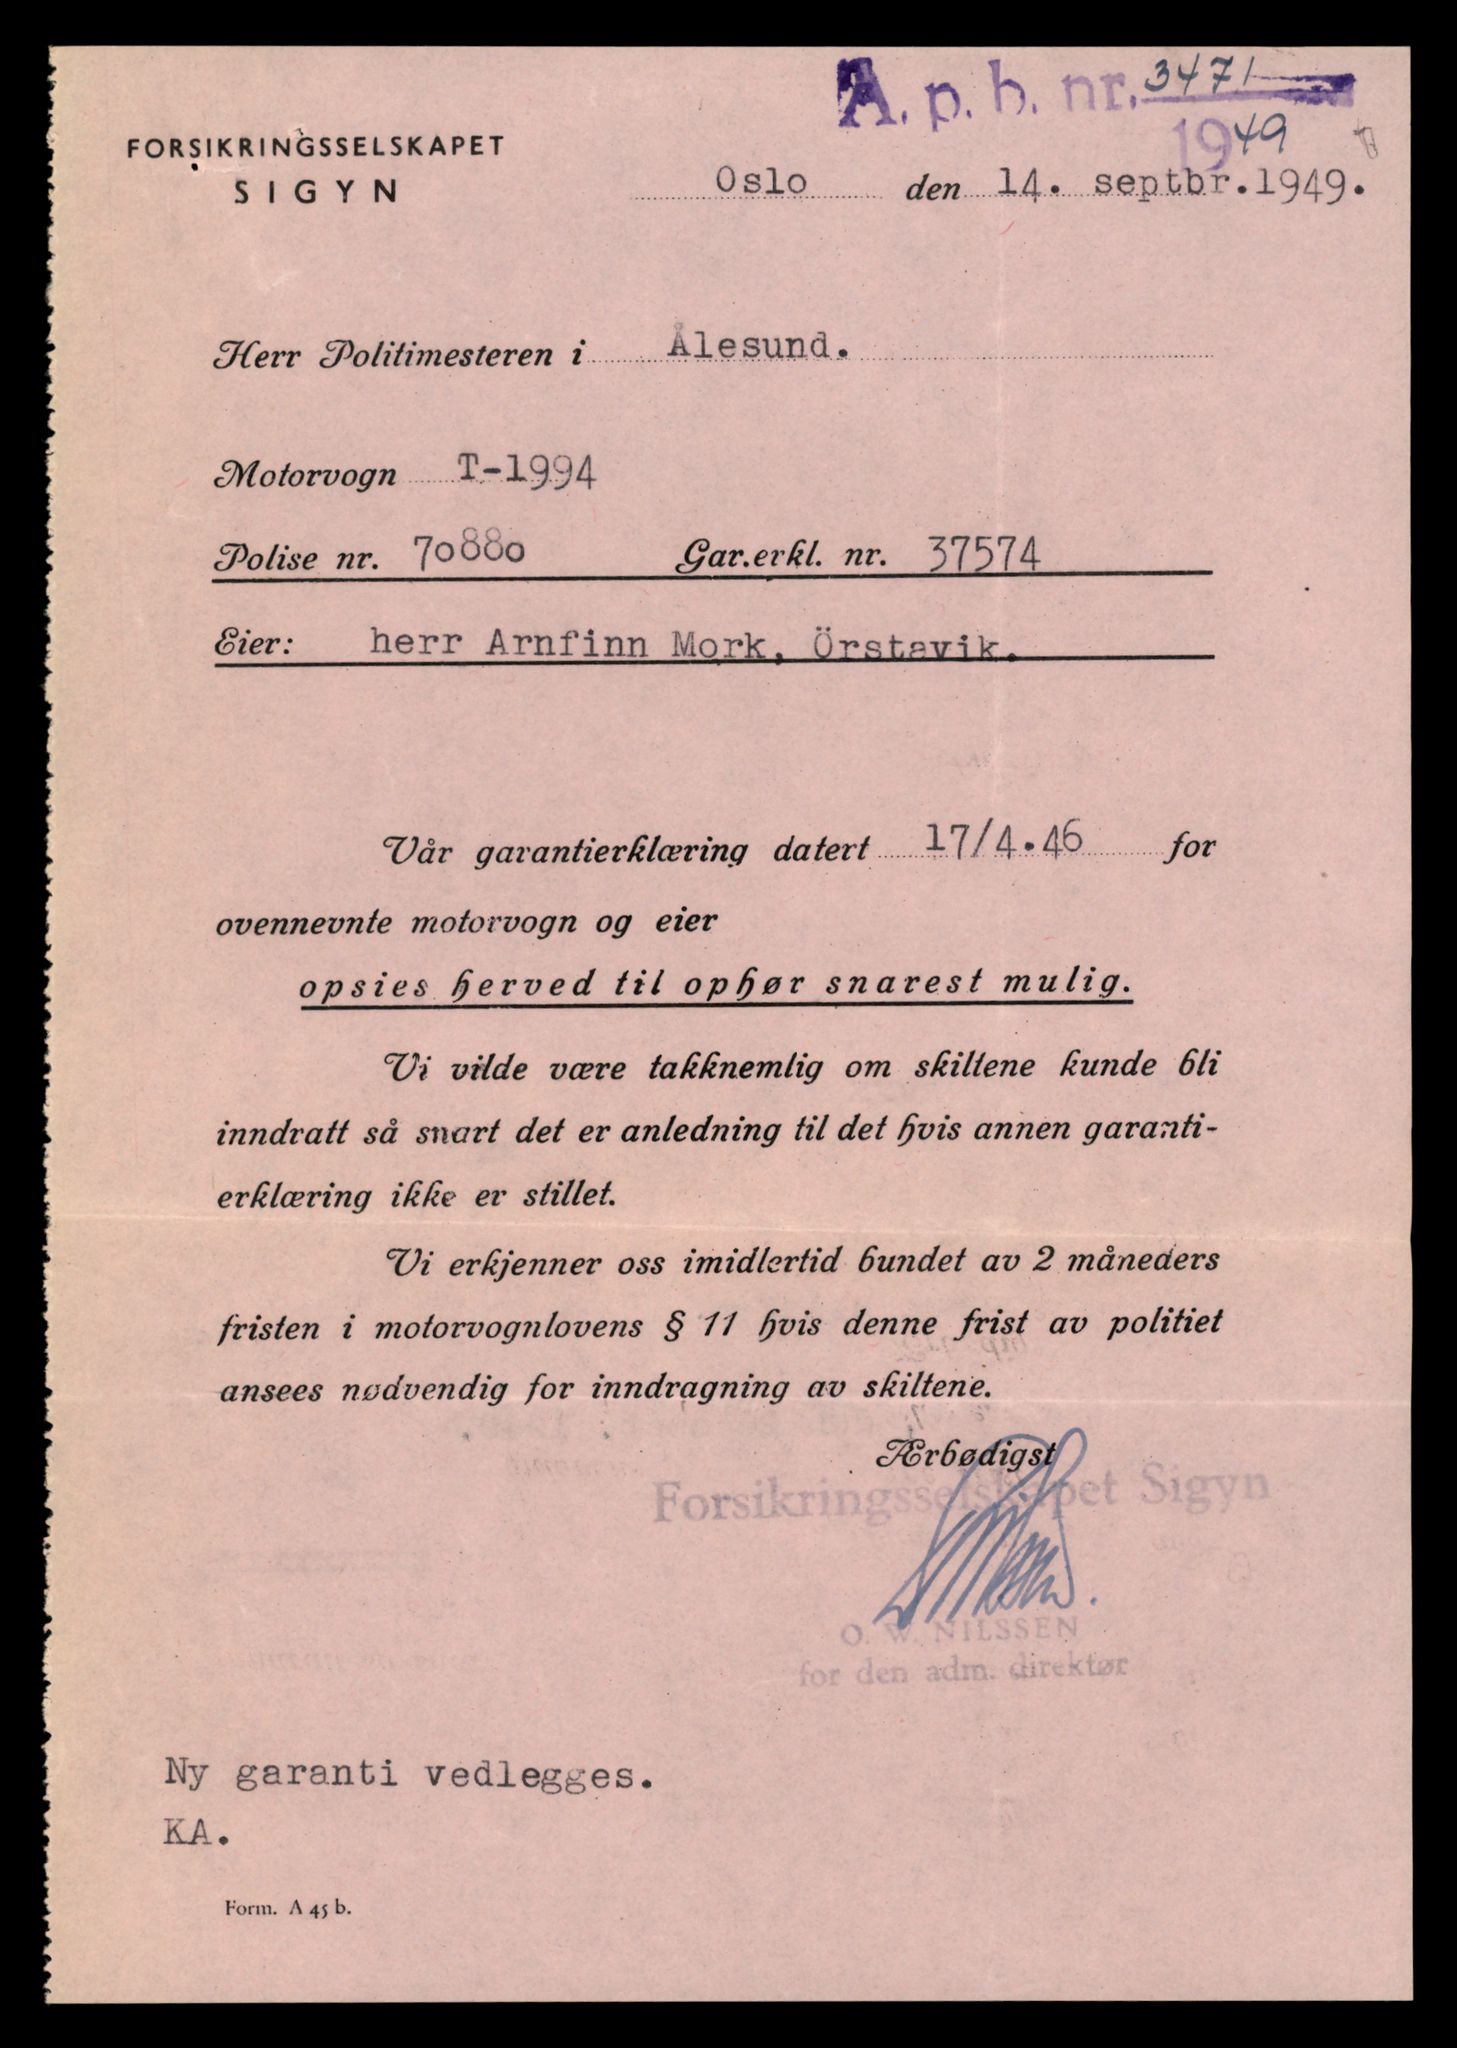 A. p. b. nr. 3471
1949
FORSIKRINGSSELSKAPET
SIGYN
Oslo den 14. septbr. 1949.
Herr Politimesteren i Ålesund.
Motorvogn T-1994
Polise nr. 70880 Gar.erkl. nr. 37574
Eier: herr Arnfinn Mork, Örstavik.
Vår garantierklæring datert 17/4.46 for
ovennevnte motorvogn og eier
opsies herved til ophør snarest mulig.
Vi vilde være takknemlig om skiltene kunde bli
inndratt så snart det er anledning til det hvis annen garanti-
erklæring ikke er stillet.
Vi erkjenner oss imidlertid bundet av 2 måneders
fristen i motorvognlovens § 11 hvis denne frist av politiet
ansees nødvendig for inndragning av skiltene.
Ærbødigst
Forsikringsselskapet Sigyn
O. W. NILSSEN
for den adm. direktør
Ny garanti vedlegges.
KA.
Form. A 45 b.